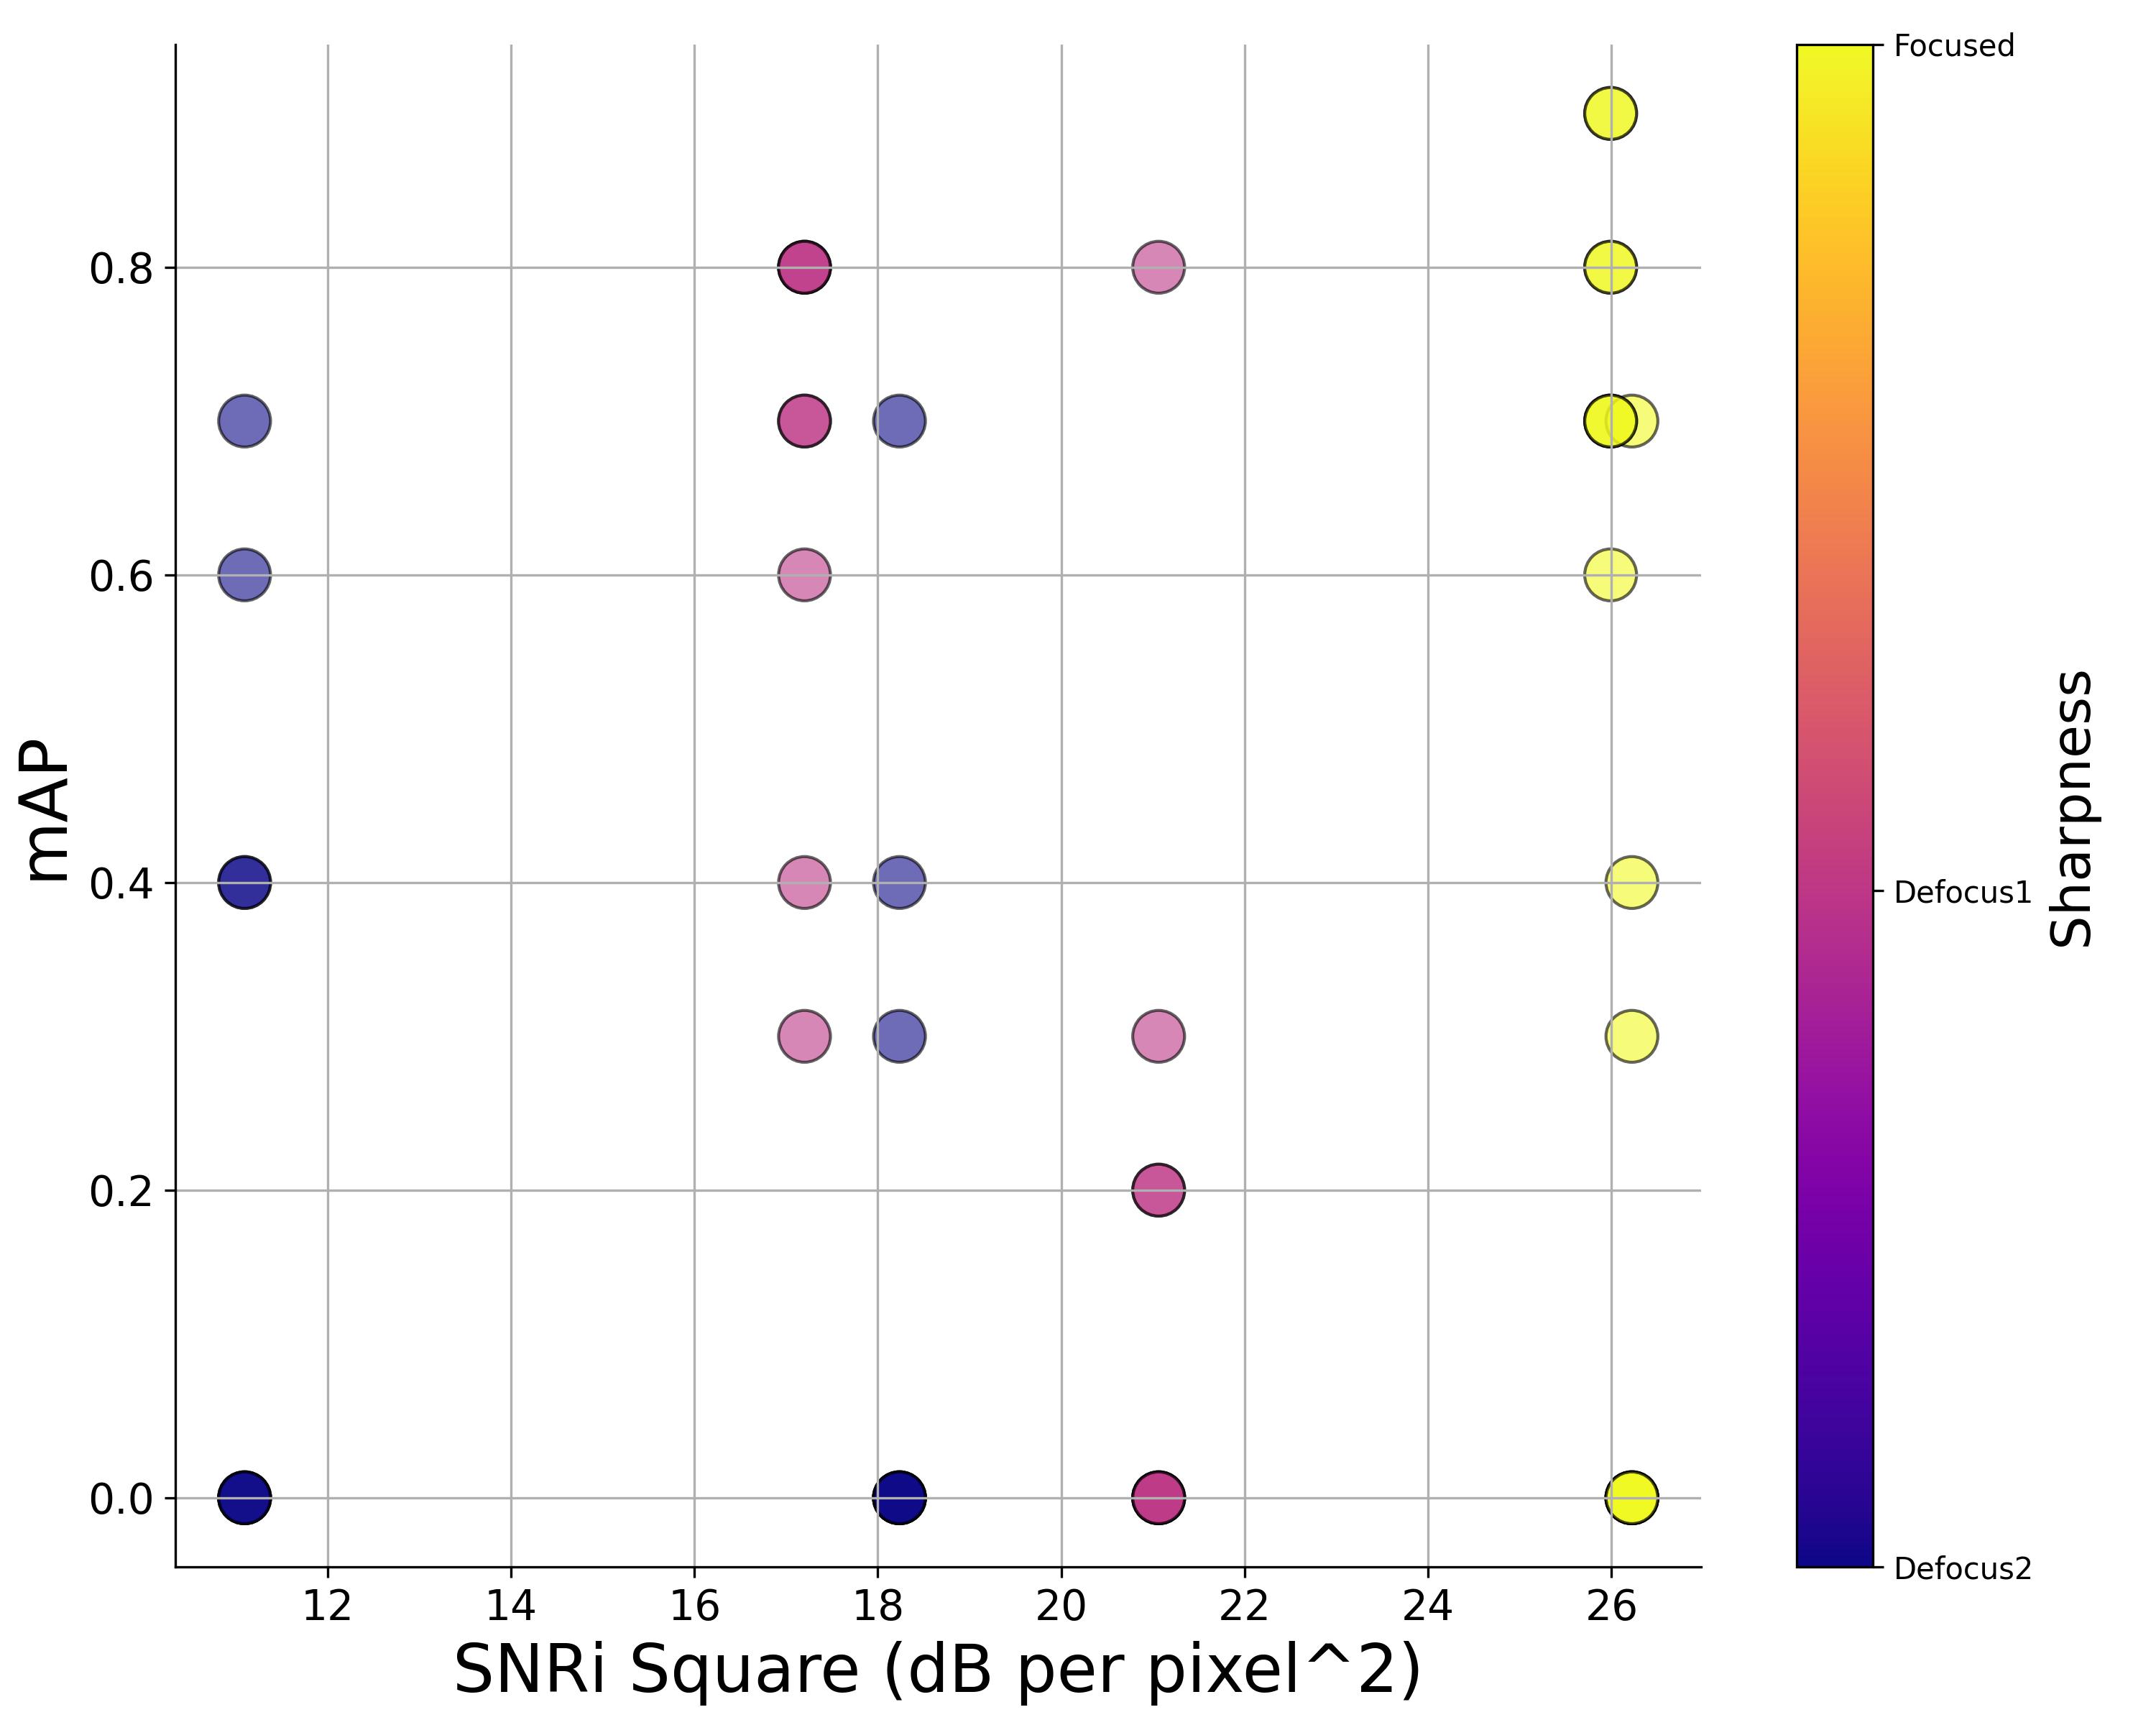 mAP
0.8
0.6
0.4
0.2
0.0
12 14 16 18 20 22 24 26
SNRi Square (dB per pixel^2)
Focused
Defocus1
Defocus2
Sharpness